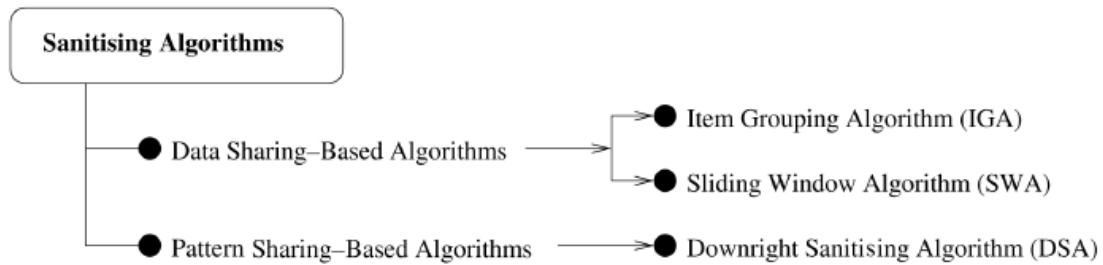 Sanitising Algorithms
Item Grouping Algorithm (IGA)
Data Sharing–Based Algorithms
Sliding Window Algorithm (SWA)
Pattern Sharing–Based Algorithms
Downright Sanitising Algorithm (DSA)